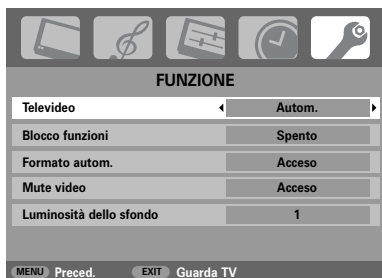 FUNZIONE
Televideo Autom.
Blocco funzioni Spento
Formato autom. Acceso
Mute video Acceso
Luminosità dello sfondo 1
MENU Preced. EXIT Guarda TV